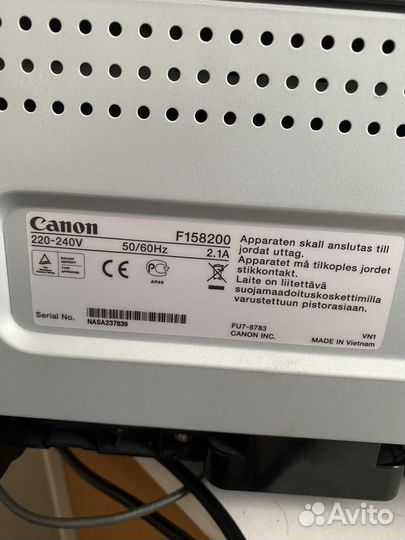 Canon
F158200
220-240V 50/60Hz 2.1A
Apparaten skall anslutas till
jordat uttag.
Apparatet må tilkoples jordet
stikkontakt.
Laite on liitettävä
suojamaadoituskoskettimilla
varustettuun pistorasiaan.
CE
AR46
Serial No. NASA237839
FU7-8783
CANON INC.
VN1
MADE IN Vietnam
Avito